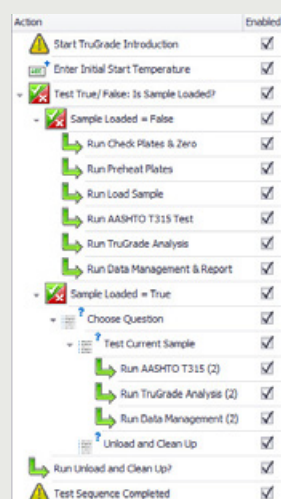 Action Enabled
Start TruGrade Introduction
Enter Initial Start Temperature
Test True/ False: Is Sample Loaded?
Sample Loaded = False
Run Check Plates & Zero
Run Preheat Plates
Run Load Sample
Run AASHTO T315 Test
Run TruGrade Analysis
Run Data Management & Report
Sample Loaded = True
Choose Question
Test Current Sample
Run AASHTO T315 (2)
Run TruGrade Analysis (2)
Run Data Management (2)
Unload and Clean Up
Run Unload and Clean Up?
Test Sequence Completed